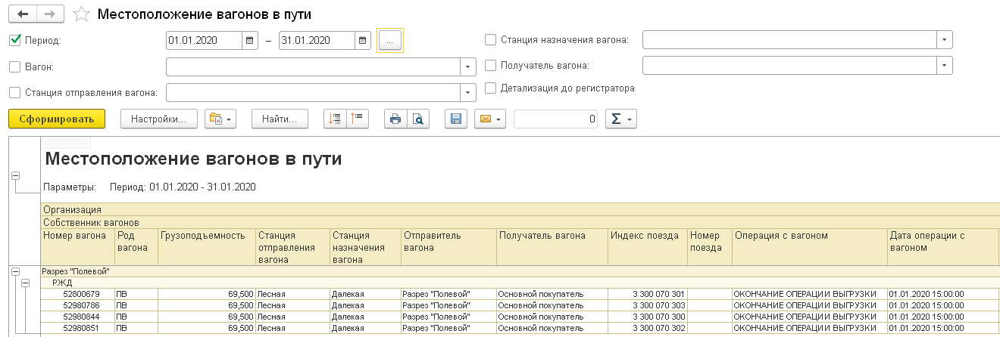 Местоположение вагонов в пути
Период: 01.01.2020 – 31.01.2020 ... Станция назначения вагона:
Вагон: Получатель вагона:
Станция отправления вагона: Детализация до регистратора
Сформировать Настройки... Найти... 0 Σ
Местоположение вагонов в пути
Параметры: Период: 01.01.2020 - 31.01.2020
Организация
Собственник вагонов
Номер вагона Род Грузоподъемность Станция Станция Отправитель Получатель вагона Индекс поезда Номер Операция с вагоном Дата операции с
вагона отправления назначения вагона поезда вагоном
вагона вагона
Разрез "Полевой"
РЖД
52800679 ПВ 69,500 Лесная Далекая Разрез "Полевой" Основной покупатель 3 300 070 301 ОКОНЧАНИЕ ОПЕРАЦИИ ВЫГРУЗКИ 01.01.2020 15:00:00
52980786 ПВ 69,500 Лесная Далекая Разрез "Полевой" Основной покупатель 3 300 070 303 ОКОНЧАНИЕ ОПЕРАЦИИ ВЫГРУЗКИ 01.01.2020 15:00:00
52980844 ПВ 69,500 Лесная Далекая Разрез "Полевой" Основной покупатель 3 300 070 300 ОКОНЧАНИЕ ОПЕРАЦИИ ВЫГРУЗКИ 01.01.2020 15:00:00
52980851 ПВ 69,500 Лесная Далекая Разрез "Полевой" Основной покупатель 3 300 070 302 ОКОНЧАНИЕ ОПЕРАЦИИ ВЫГРУЗКИ 01.01.2020 15:00:00